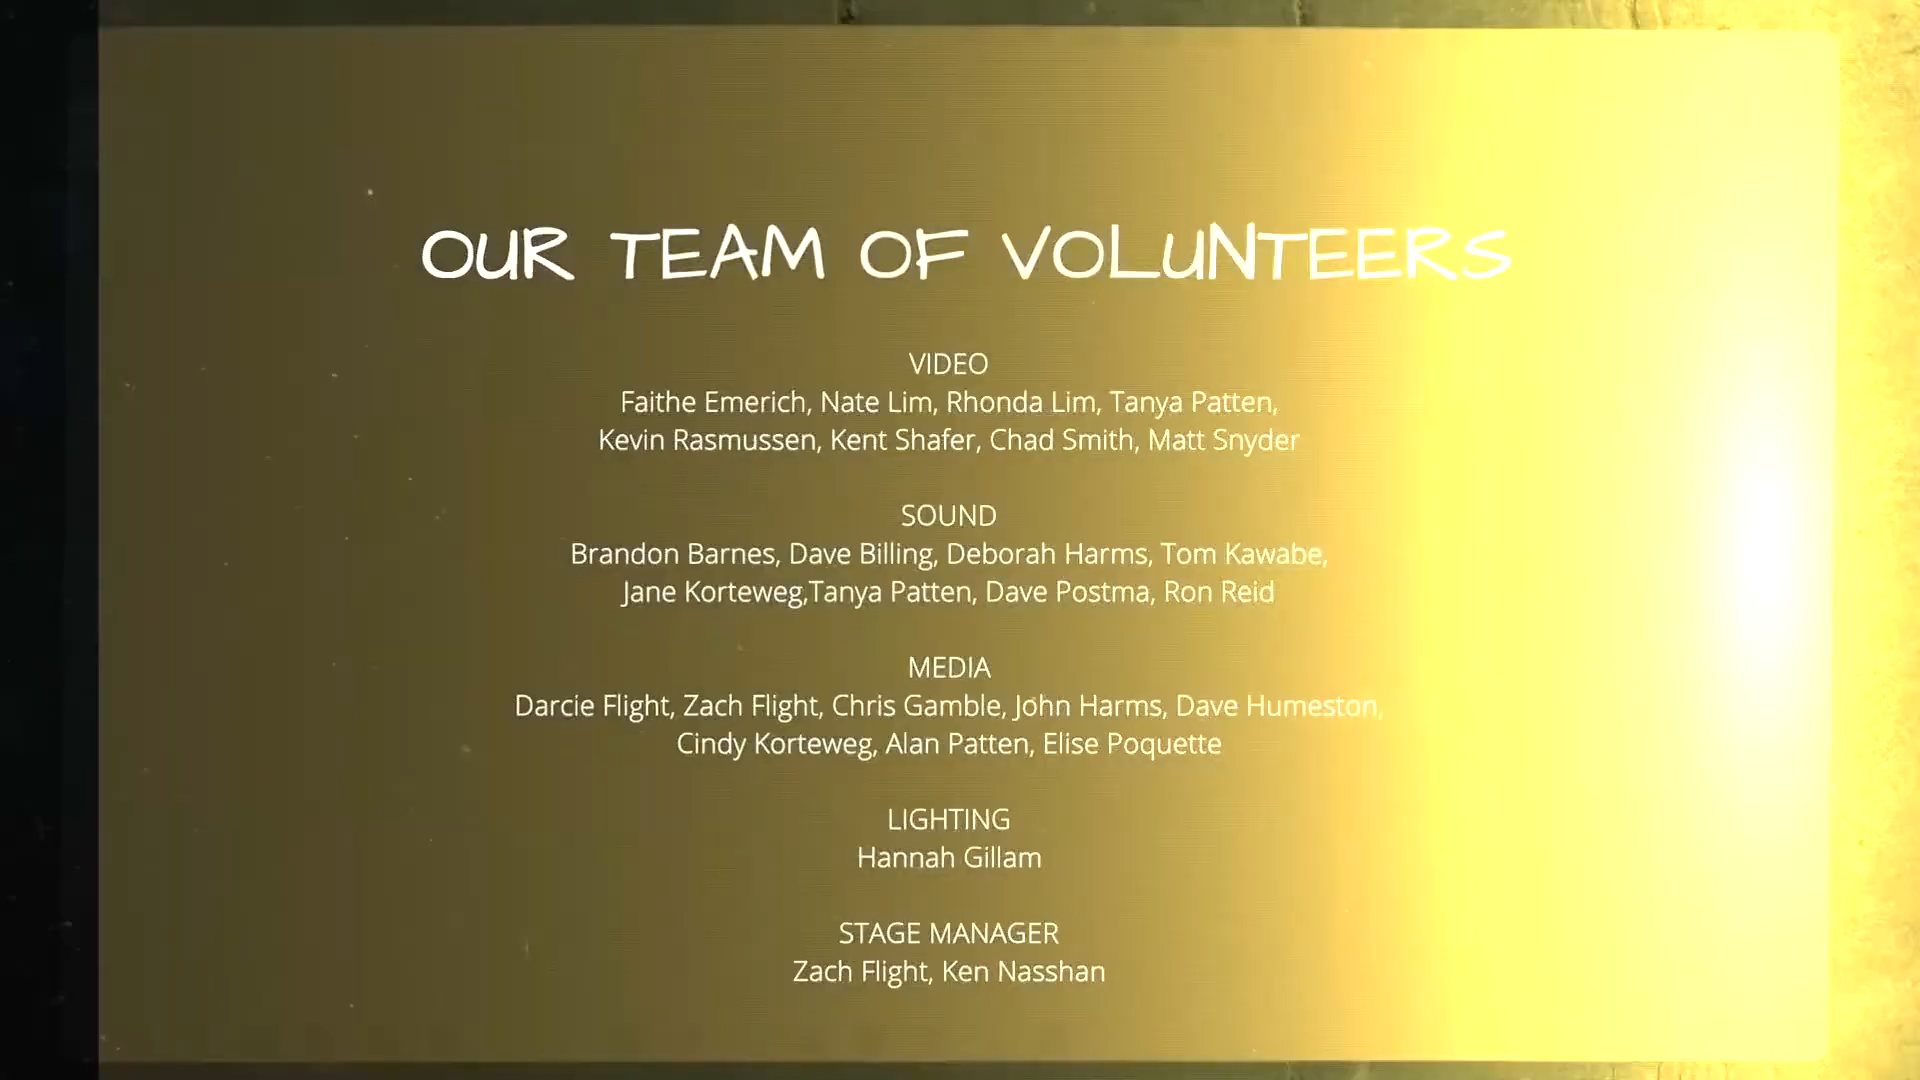 OUR TEAM OF VOLUNTEERS
VIDEO
Faithe Emerich, Nate Lim, Rhonda Lim, Tanya Patten,
Kevin Rasmussen, Kent Shafer, Chad Smith, Matt Snyder
SOUND
Brandon Barnes, Dave Billing, Deborah Harms, Tom Kawabe,
Jane Korteweg,Tanya Patten, Dave Postma, Ron Reid
MEDIA
Darcie Flight, Zach Flight, Chris Gamble, John Harms, Dave Humeston,
Cindy Korteweg, Alan Patten, Elise Poquette
LIGHTING
Hannah Gillam
STAGE MANAGER
Zach Flight, Ken Nasshan